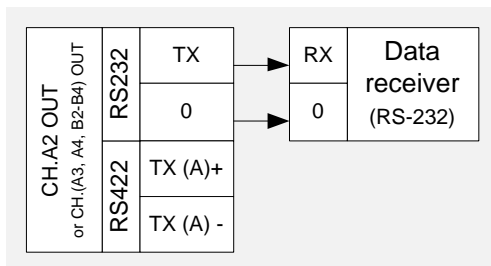 CH.A2 OUT
or CH.(A3, A4, B2-B4) OUT
RS232
TX
0
RS422
TX (A)+
TX (A) -
RX
0
Data
receiver
(RS-232)